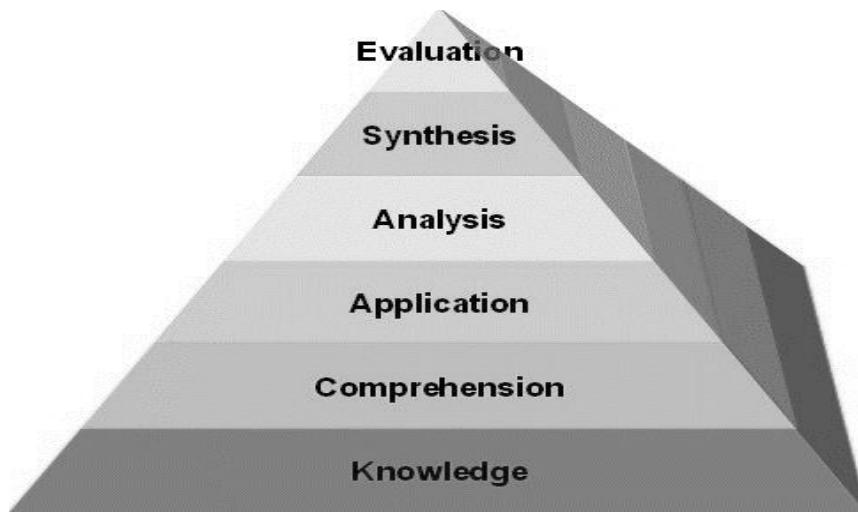 Evaluation
Synthesis
Analysis
Application
Comprehension
Knowledge